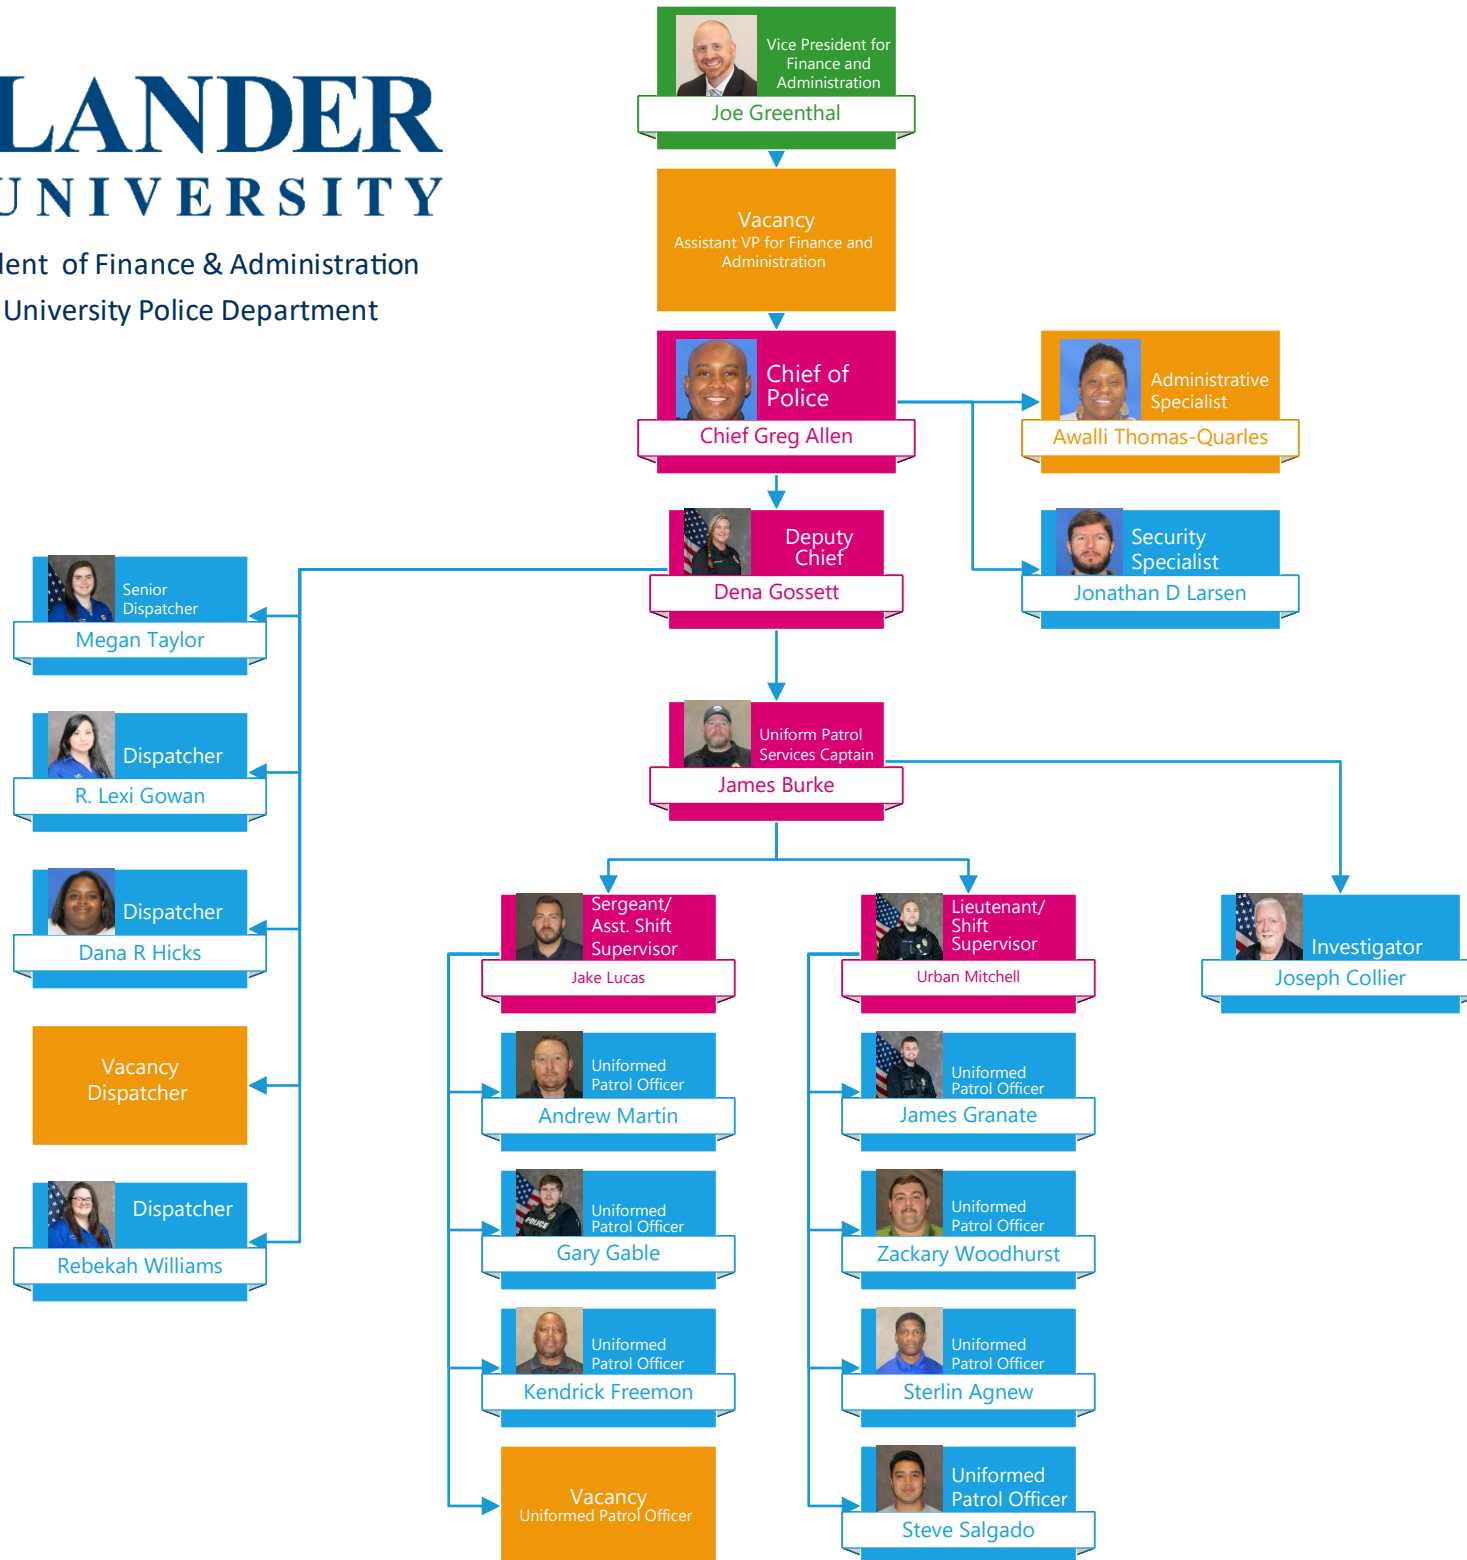 LANDER
UNIVERSITY
of Finance & Administration
University Police Department
Vice President for
Finance and
Administration
Joe Greenthal
Vacancy
Assistant VP for Finance and
Administration
Chief of
Police
Chief Greg Allen
Administrative
Specialist
Awalli Thomas-Quarles
Deputy
Chief
Dena Gossett
Security
Specialist
Jonathan D Larsen
Senior
Dispatcher
Megan Taylor
Dispatcher
R. Lexi Gowan
Dispatcher
Dana R Hicks
Vacancy
Dispatcher
Dispatcher
Rebekah Williams
Uniform Patrol
Services Captain
James Burke
Sergeant/
Asst. Shift
Supervisor
Jake Lucas
Uniformed
Patrol Officer
Andrew Martin
Uniformed
Patrol Officer
POLICE
Gary Gable
Uniformed
Patrol Officer
Kendrick Freemon
Vacancy
Uniformed Patrol Officer
Lieutenant/
Shift
Supervisor
Urban Mitchell
Uniformed
Patrol Officer
James Granate
Uniformed
Patrol Officer
Zackary Woodhurst
Uniformed
Patrol Officer
Sterlin Agnew
Uniformed
Patrol Officer
Steve Salgado
Investigator
Joseph Collier